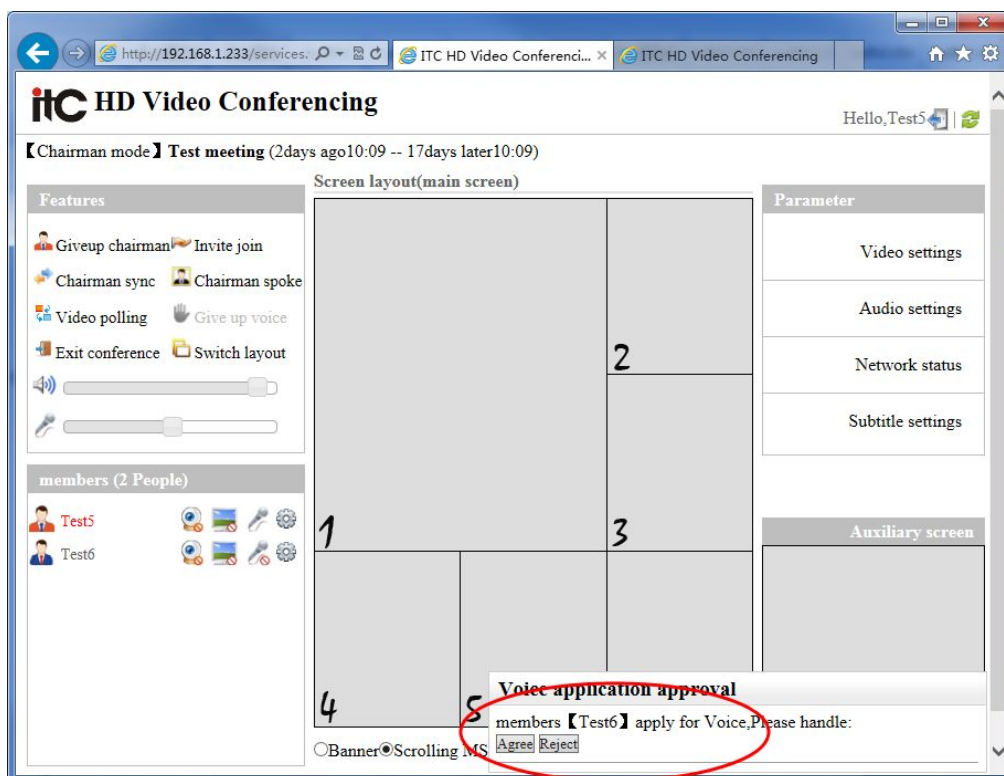 http://192.168.1.233/services.
ITC HD Video Conferenci...
ITC HD Video Conferencing
itC HD Video Conferencing
Hello,Test5
【Chairman mode】Test meeting (2days ago10:09 -- 17days later10:09)
Features
Giveup chairman
Invite join
Chairman sync
Chairman spoke
Video polling
Give up voice
Exit conference
Switch layout
members (2 People)
Test5
Test6
Screen layout(main screen)
1
2
3
4
5
Banner
Scrolling MS
Parameter
Video settings
Audio settings
Network status
Subtitle settings
Auxiliary screen
Voice application approval
members【Test6】apply for Voice,Please handle:
Agree
Reject